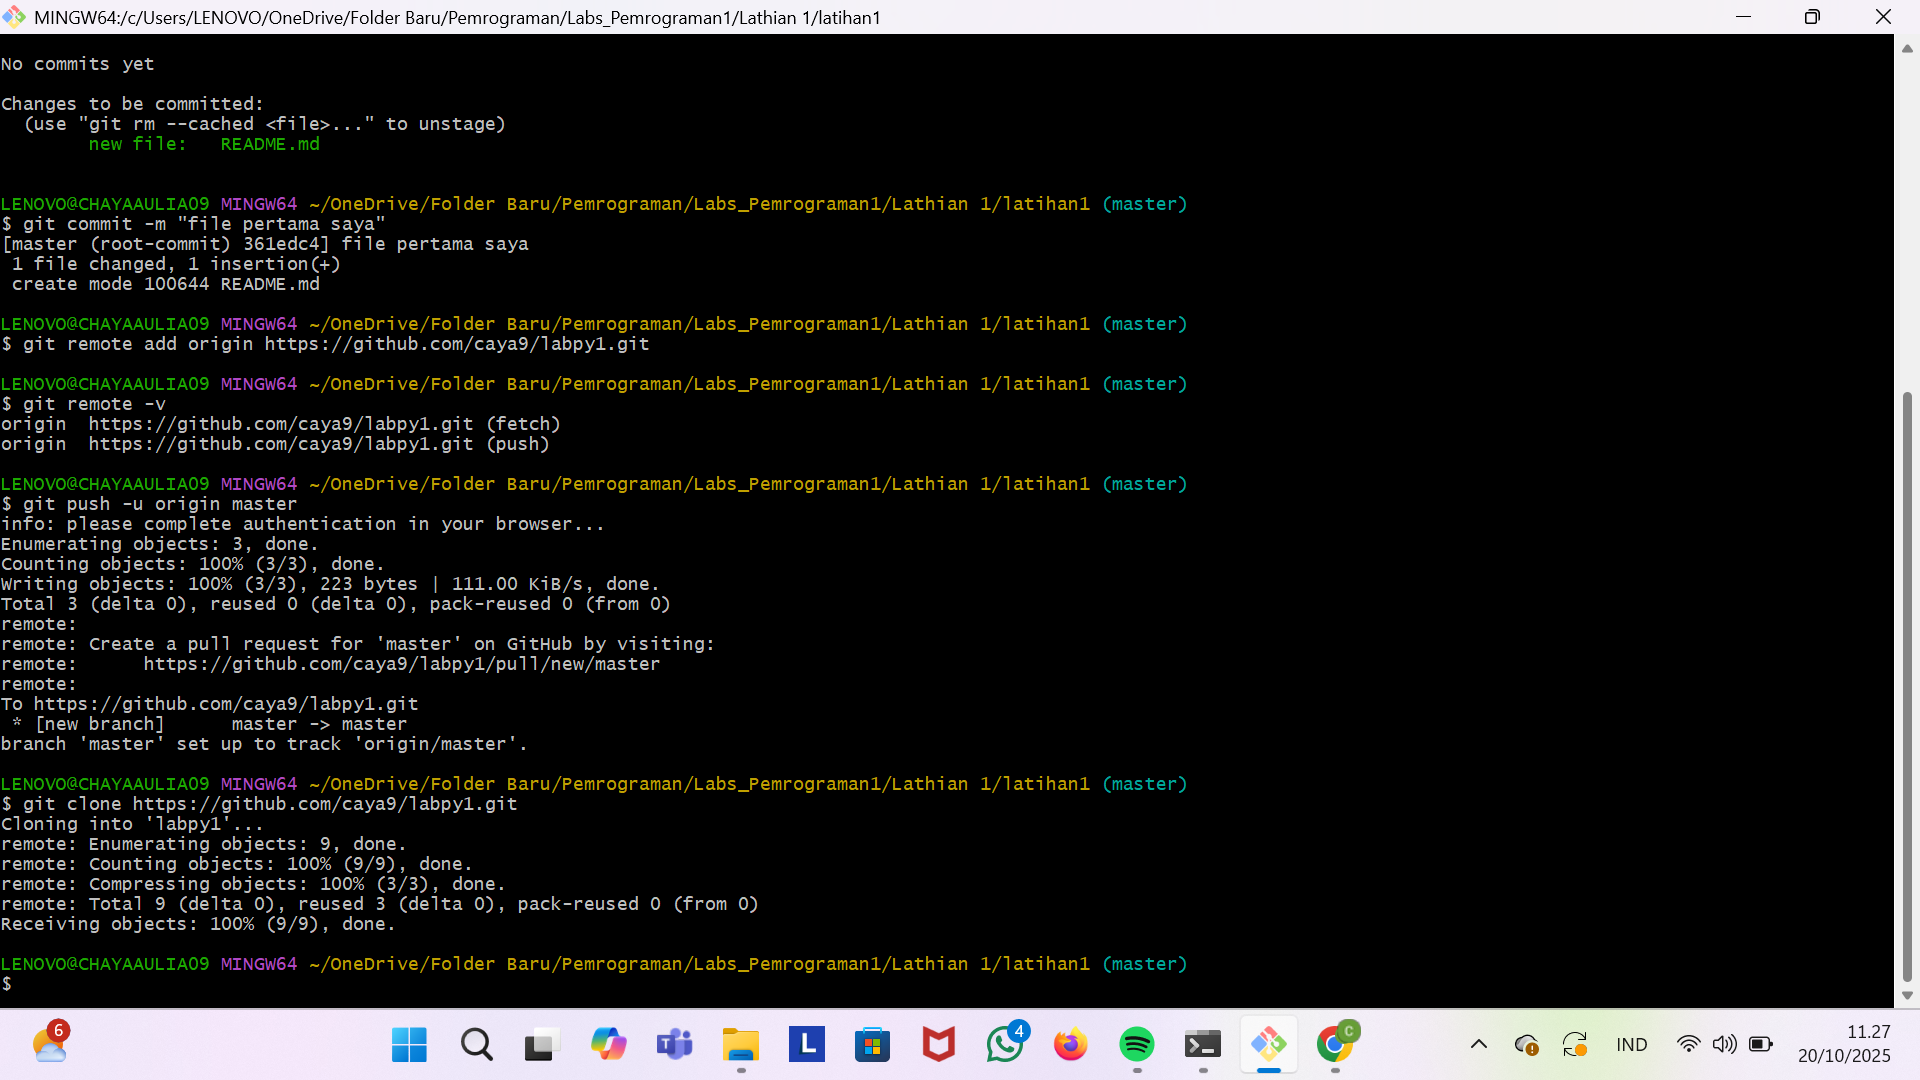 MINGW64:/c/Users/LENOVO/OneDrive/Folder Baru/Pemrograman/Labs_Pemrograman1/Lathian 1/latihan1
No commits yet
Changes to be committed:
  (use "git rm --cached <file>..." to unstage)
        new file:   README.md
LENOVO@CHAYAAULIA09 MINGW64 ~/OneDrive/Folder Baru/Pemrograman/Labs_Pemrograman1/Lathian 1/latihan1 (master)
$ git commit -m "file pertama saya"
[master (root-commit) 361edc4] file pertama saya
 1 file changed, 1 insertion(+)
 create mode 100644 README.md
LENOVO@CHAYAAULIA09 MINGW64 ~/OneDrive/Folder Baru/Pemrograman/Labs_Pemrograman1/Lathian 1/latihan1 (master)
$ git remote add origin https://github.com/caya9/labpy1.git
LENOVO@CHAYAAULIA09 MINGW64 ~/OneDrive/Folder Baru/Pemrograman/Labs_Pemrograman1/Lathian 1/latihan1 (master)
$ git remote -v
origin  https://github.com/caya9/labpy1.git (fetch)
origin  https://github.com/caya9/labpy1.git (push)
LENOVO@CHAYAAULIA09 MINGW64 ~/OneDrive/Folder Baru/Pemrograman/Labs_Pemrograman1/Lathian 1/latihan1 (master)
$ git push -u origin master
info: please complete authentication in your browser...
Enumerating objects: 3, done.
Counting objects: 100% (3/3), done.
Writing objects: 100% (3/3), 223 bytes | 111.00 KiB/s, done.
Total 3 (delta 0), reused 0 (delta 0), pack-reused 0 (from 0)
remote:
remote: Create a pull request for 'master' on GitHub by visiting:
remote:      https://github.com/caya9/labpy1/pull/new/master
remote:
To https://github.com/caya9/labpy1.git
 * [new branch]      master -> master
branch 'master' set up to track 'origin/master'.
LENOVO@CHAYAAULIA09 MINGW64 ~/OneDrive/Folder Baru/Pemrograman/Labs_Pemrograman1/Lathian 1/latihan1 (master)
$ git clone https://github.com/caya9/labpy1.git
Cloning into 'labpy1'...
remote: Enumerating objects: 9, done.
remote: Counting objects: 100% (9/9), done.
remote: Compressing objects: 100% (3/3), done.
remote: Total 9 (delta 0), reused 3 (delta 0), pack-reused 0 (from 0)
Receiving objects: 100% (9/9), done.
LENOVO@CHAYAAULIA09 MINGW64 ~/OneDrive/Folder Baru/Pemrograman/Labs_Pemrograman1/Lathian 1/latihan1 (master)
$
6
T
L
4
C
IND
11.27
20/10/2025